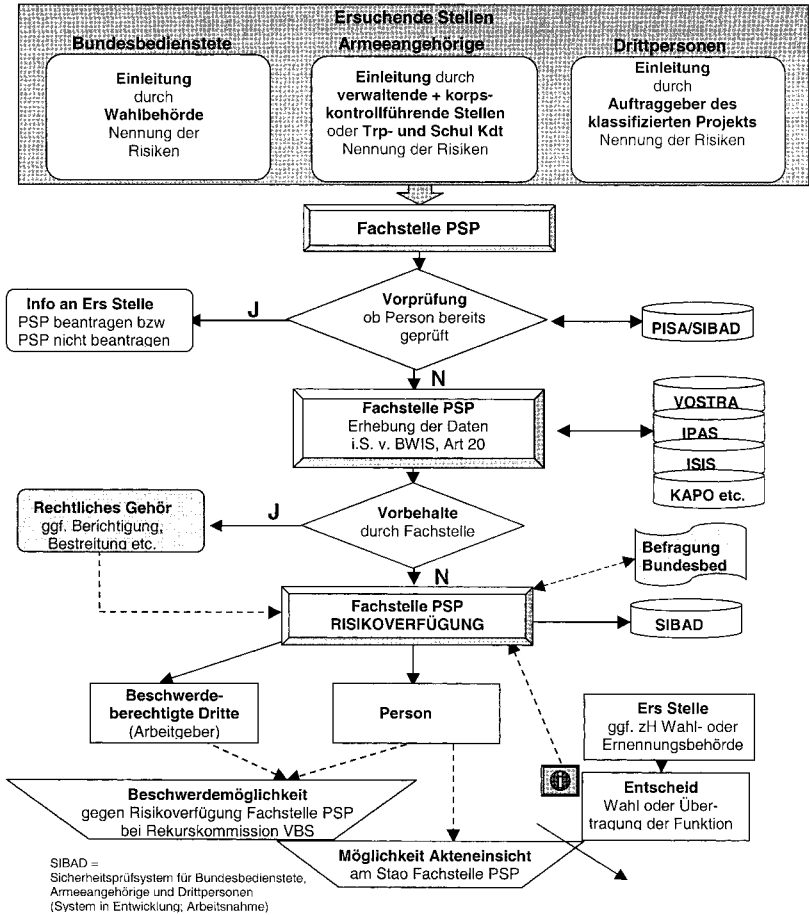 Ersuchende Stellen
Bundesbedienstete
Einleitung
durch
Wahlbehörde
Nennung der
Risiken
Armeeangehörige
Einleitung durch
verwaltende + korps-
kontrollführende Stellen
oder Trp- und Schul Kdt
Nennung der Risiken
Drittpersonen
Einleitung
durch
Auftraggeber des
klassifizierten Projekts
Nennung der Risiken
Fachstelle PSP
Info an Ers Stelle
PSP beantragen bzw
PSP nicht beantragen
J
Vorprüfung
ob Person bereits
geprüft
PISA/SIBAD
N
Fachstelle PSP
Erhebung der Daten
i.S. v. BWIS, Art 20
VOSTRA
IPAS
ISIS
KAPO etc.
Rechtliches Gehör
ggf. Berichtigung,
Bestreitung etc.
J
Vorbehalte
durch Fachstelle
Befragung
Bundesbed
N
Fachstelle PSP
RISIKOVERFÜGUNG
SIBAD
Beschwerde-
berechtigte Dritte
(Arbeitgeber)
Person
Ers Stelle
ggf. zH Wahl- oder
Ernennungsbehörde
Beschwerdemöglichkeit
gegen Risikoverfügung Fachstelle PSP
bei Rekurskommission VBS
Entscheid
Wahl oder Über-
tragung der Funktion
Möglichkeit Akteneinsicht
am Stao Fachstelle PSP
SIBAD =
Sicherheitsprüfsystem für Bundesbedienstete,
Armeeangehörige und Drittpersonen
(System in Entwicklung; Arbeitsname)